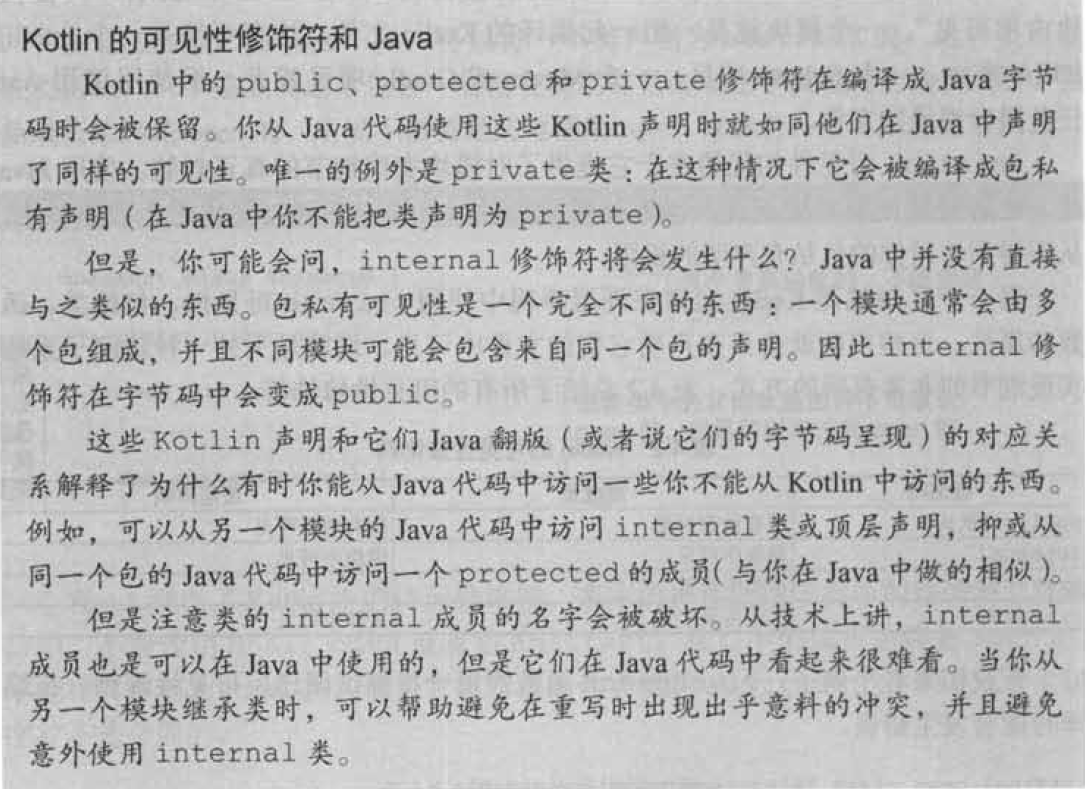 Kotlin 的可见性修饰符和 Java
Kotlin 中的 public、protected 和 private 修饰符在编译成 Java 字节
码时会被保留。你从 Java 代码使用这些 Kotlin 声明时就如同他们在 Java 中声明
了同样的可见性。唯一的例外是 private 类：在这种情况下它会被编译成包私
有声明（在 Java 中你不能把类声明为 private）。
但是，你可能会问，internal 修饰符将会发生什么？Java 中并没有直接
与之类似的东西。包私有可见性是一个完全不同的东西：一个模块通常会由多
个包组成，并且不同模块可能会包含来自同一个包的声明。因此 internal 修
饰符在字节码中会变成 public。
这些 Kotlin 声明和它们 Java 翻版（或者说它们的字节码呈现）的对应关
系解释了为什么有时你能从 Java 代码中访问一些你不能从 Kotlin 中访问的东西。
例如，可以从另一个模块的 Java 代码中访问 internal 类或顶层声明，抑或从
同一个包的 Java 代码中访问一个 protected 的成员（与你在 Java 中做的相似）。
但是注意类的 internal 成员的名字会被破坏。从技术上讲，internal
成员也是可以在 Java 中使用的，但是它们在 Java 代码中看起来很难看。当你从
另一个模块继承类时，可以帮助避免在重写时出现出乎意料的冲突，并且避免
意外使用 internal 类。